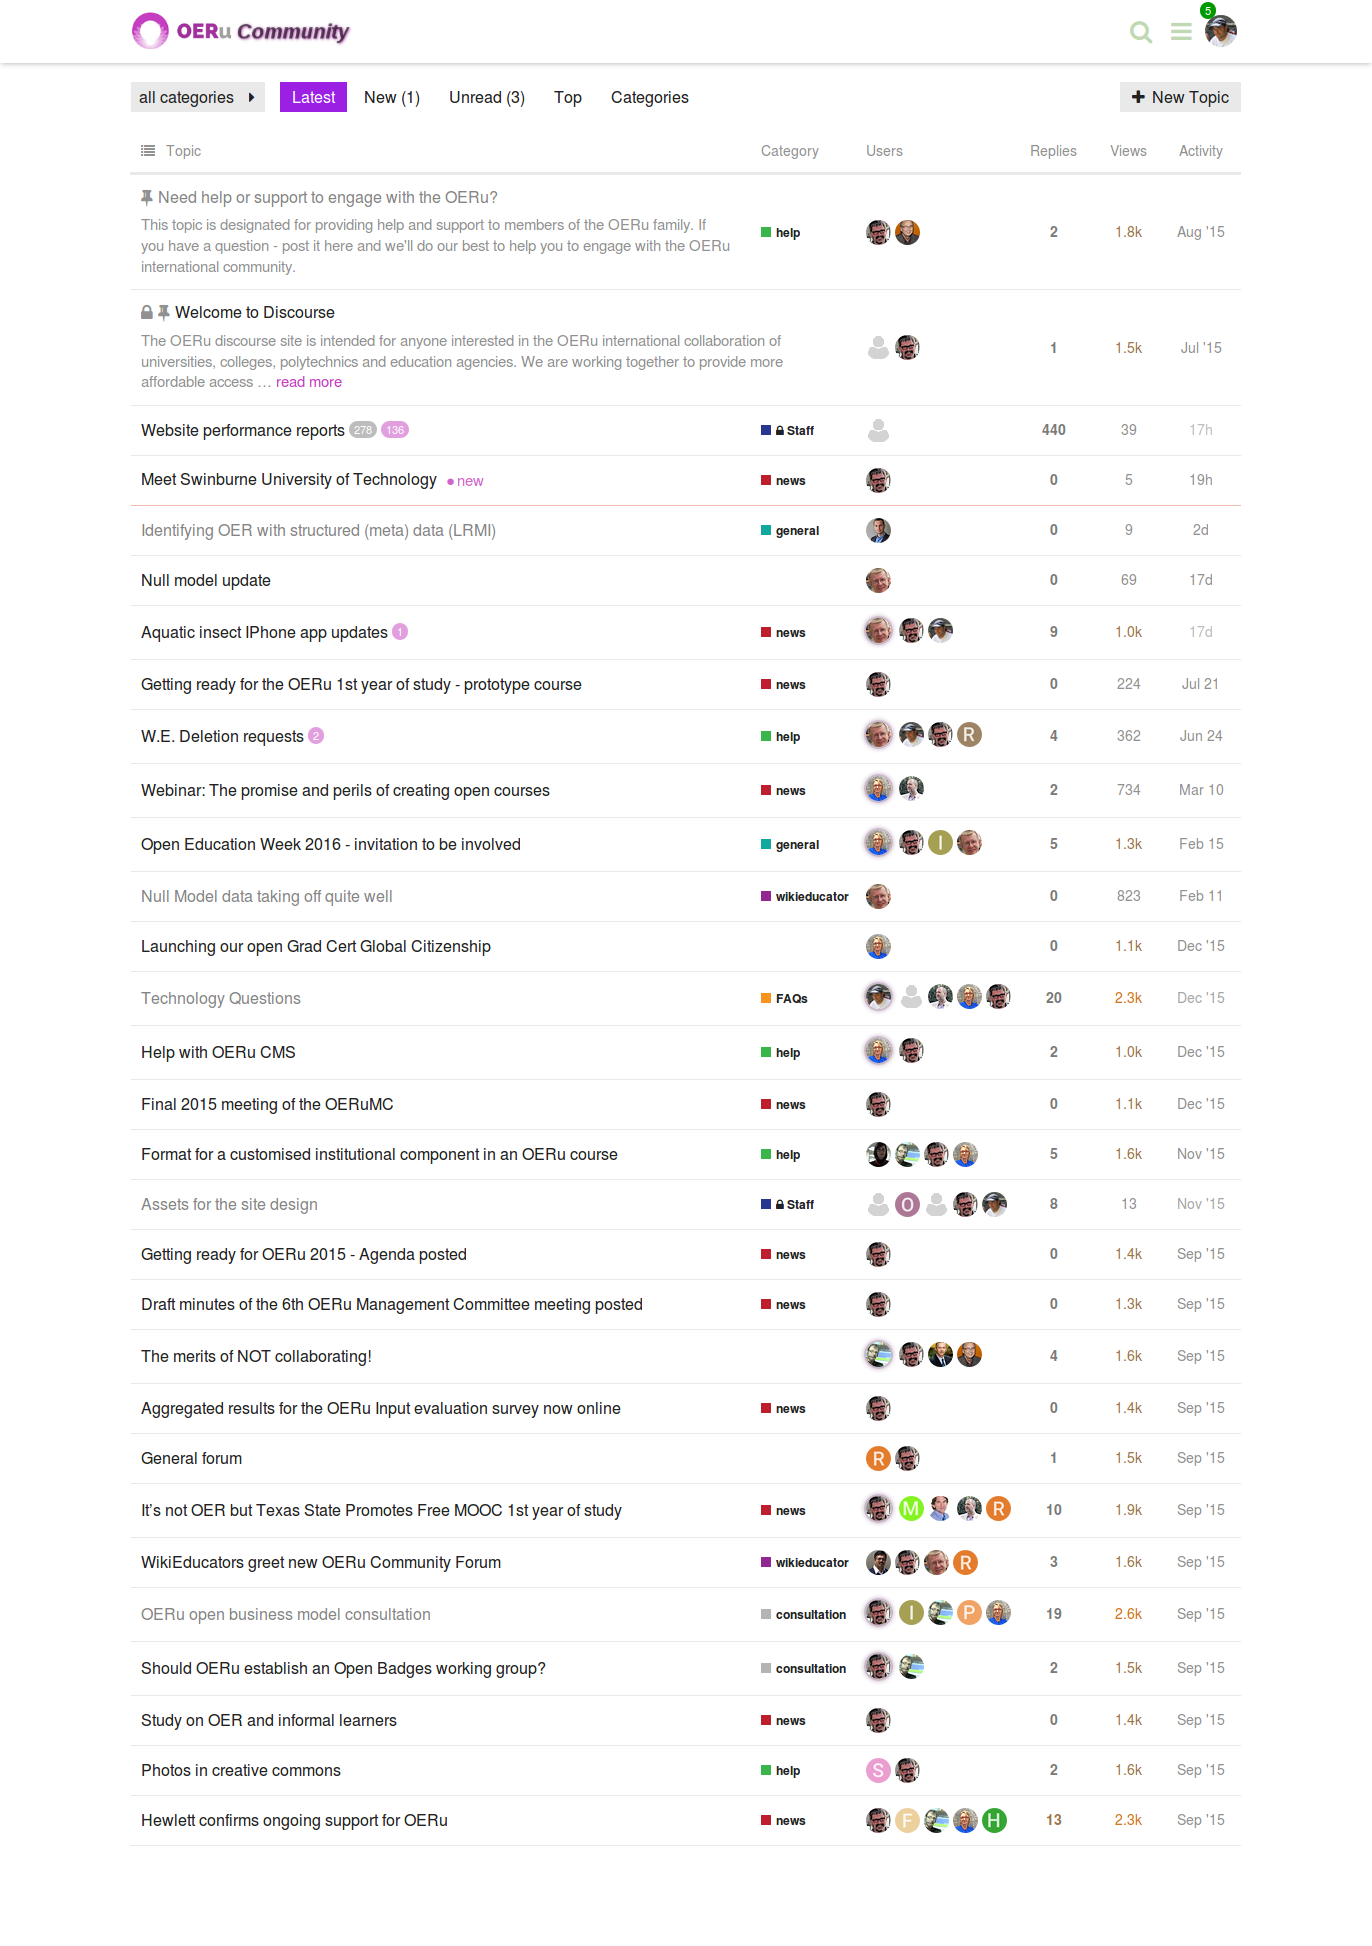 OERu Community
5
all categories Latest New (1) Unread (3) Top Categories New Topic
Topic Category Users Replies Views Activity
Need help or support to engage with the OERu?
This topic is designated for providing help and support to members of the OERu family. If
you have a question - post it here and we'll do our best to help you to engage with the OERu
international community.
help 2 1.8k Aug '15
Welcome to Discourse
The OERu discourse site is intended for anyone interested in the OERu international collaboration of
universities, colleges, polytechnics and education agencies. We are working together to provide more
affordable access … read more
1 1.5k Jul '15
Website performance reports 278 136 Staff 440 39 17h
Meet Swinburne University of Technology new news 0 5 19h
Identifying OER with structured (meta) data (LRMI) general 0 9 2d
Null model update 0 69 17d
Aquatic insect IPhone app updates 1 news 9 1.0k 17d
Getting ready for the OERu 1st year of study - prototype course news 0 224 Jul 21
W.E. Deletion requests 2 help R 4 362 Jun 24
Webinar: The promise and perils of creating open courses news 2 734 Mar 10
Open Education Week 2016 - invitation to be involved general I 5 1.3k Feb 15
Null Model data taking off quite well wikieducator 0 823 Feb 11
Launching our open Grad Cert Global Citizenship 0 1.1k Dec '15
Technology Questions FAQs 20 2.3k Dec '15
Help with OERu CMS help 2 1.0k Dec '15
Final 2015 meeting of the OERuMC news 0 1.1k Dec '15
Format for a customised institutional component in an OERu course help 5 1.6k Nov '15
Assets for the site design Staff O 8 13 Nov '15
Getting ready for OERu 2015 - Agenda posted news 0 1.4k Sep '15
Draft minutes of the 6th OERu Management Committee meeting posted news 0 1.3k Sep '15
The merits of NOT collaborating! 4 1.6k Sep '15
Aggregated results for the OERu Input evaluation survey now online news 0 1.4k Sep '15
General forum R 1 1.5k Sep '15
It's not OER but Texas State Promotes Free MOOC 1st year of study news M R 10 1.9k Sep '15
WikiEducators greet new OERu Community Forum wikieducator R 3 1.6k Sep '15
OERu open business model consultation consultation I P 19 2.6k Sep '15
Should OERu establish an Open Badges working group? consultation 2 1.5k Sep '15
Study on OER and informal learners news 0 1.4k Sep '15
Photos in creative commons help S 2 1.6k Sep '15
Hewlett confirms ongoing support for OERu news F H 13 2.3k Sep '15